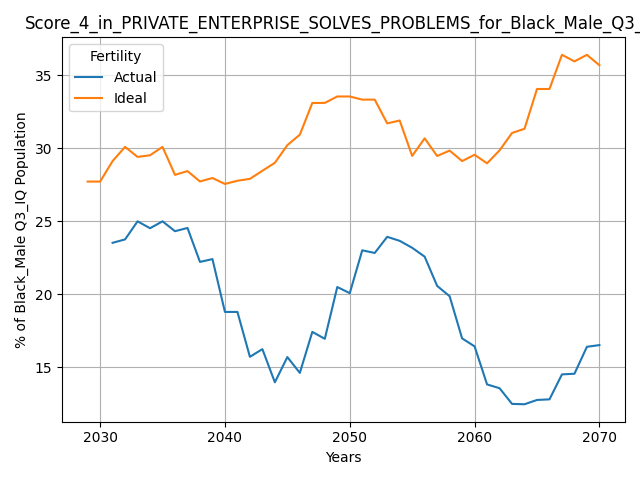 Score_4_in_PRIVATE_ENTERPRISE_SOLVES_PROBLEMS_for_Black_Male_Q3_
Fertility
Actual
Ideal
35
30
25
20
15
% of Black_Male Q3_IQ Population
2030 2040 2050 2060 2070
Years